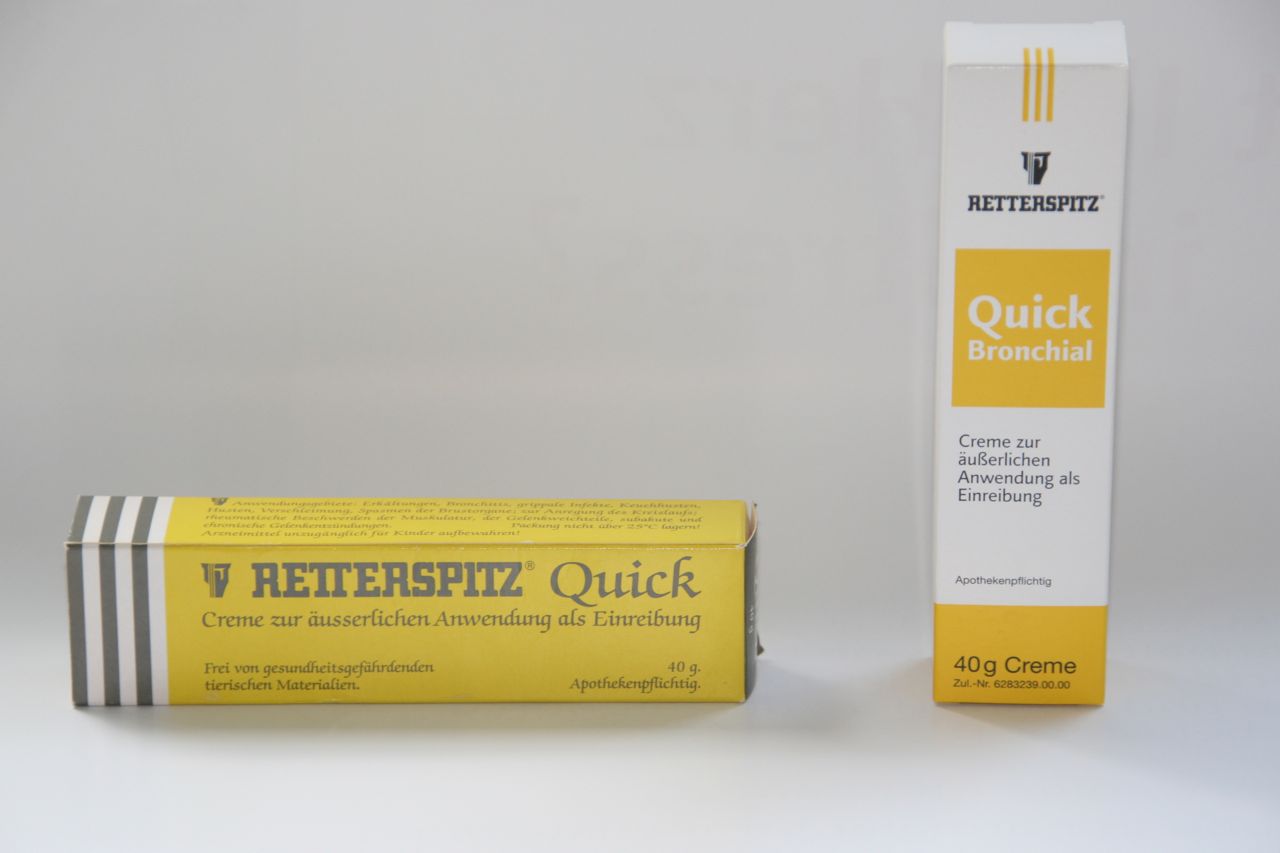 Anwendungsgebiete: Erkältungen, Bronchitis, grippale Infekte, Keuchhusten,
Husten, Verschleimung, Spasmen der Brustorgane; zur Anregung des Kreislaufs;
rheumatische Beschwerden der Muskulatur, der Gelenkweichteile, subakute und
chronische Gelenkentzündungen. Packung nicht über 25°C lagern!
Arzneimittel unzugänglich für Kinder aufbewahren!
RETTERSPITZ® Quick
Creme zur äusserlichen Anwendung als Einreibung
Frei von gesundheitsgefährdenden 40 g.
tierischen Materialien. Apothekenpflichtig.
RETTERSPITZ®
Quick
Bronchial
Creme zur
äußerlichen
Anwendung als
Einreibung
Apothekenpflichtig
40 g Creme
Zul.-Nr. 6283239.00.00